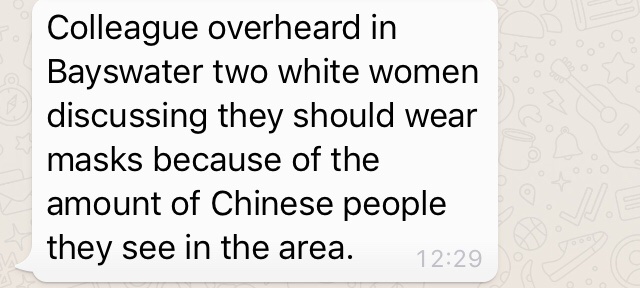 Colleague overheard in
Bayswater two white women
discussing they should wear
masks because of the
amount of Chinese people
they see in the area.
12:29